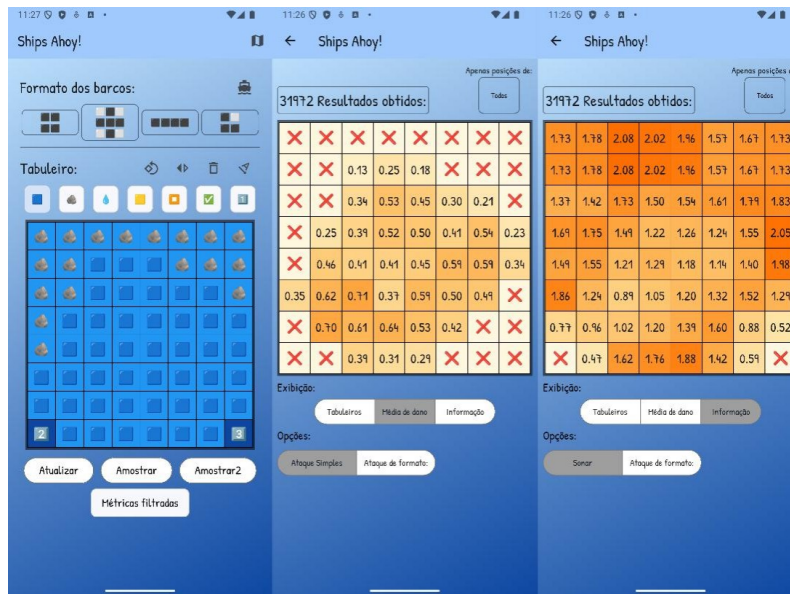 11:27
Ships Ahoy!
Formato dos barcos:
Tabuleiro:
1
2
3
Atualizar
Amostrar
Amostrar2
Métricas filtradas
11:26
Ships Ahoy!
Apenas posições de:
31972 Resultados obtidos:
Todos
0.13 0.25 0.18
0.34 0.53 0.45 0.30 0.21
0.25 0.39 0.52 0.50 0.41 0.54 0.23
0.46 0.41 0.41 0.45 0.59 0.59 0.34
0.35 0.62 0.71 0.37 0.59 0.50 0.49
0.70 0.61 0.64 0.53 0.42
0.39 0.31 0.29
Exibição:
Tabuleiros Média de dano Informação
Opções:
Ataque Simples Ataque de formato:
11:26
Ships Ahoy!
Apenas posições d
31972 Resultados obtidos:
Todos
1.73 1.78 2.08 2.02 1.96 1.57 1.67 1.73
1.73 1.78 2.08 2.02 1.96 1.57 1.67 1.73
1.37 1.42 1.73 1.50 1.54 1.61 1.79 1.83
1.69 1.75 1.49 1.22 1.26 1.24 1.55 2.05
1.49 1.55 1.21 1.29 1.18 1.14 1.40 1.98
1.86 1.24 0.89 1.05 1.20 1.32 1.52 1.29
0.77 0.96 1.02 1.20 1.39 1.60 0.88 0.52
0.47 1.62 1.76 1.88 1.42 0.59
Exibição:
Tabuleiros Média de dano Informação
Opções:
Sonar Ataque de formato: